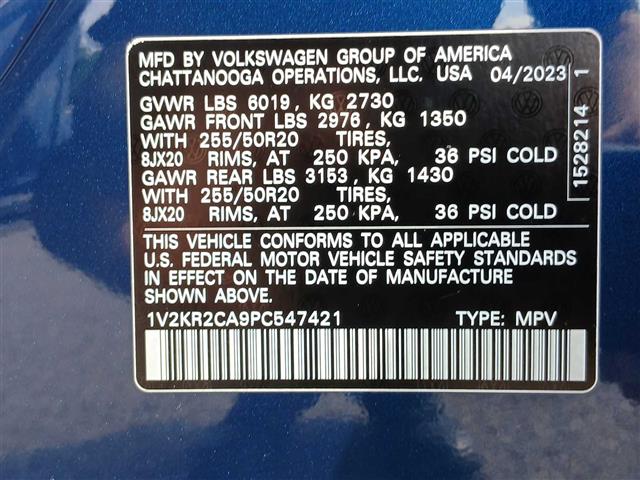 MFD BY VOLKSWAGEN GROUP OF AMERICA
CHATTANOOGA OPERATIONS, LLC. USA 04/2023
GVWR LBS 6019, KG 2730
GAWR FRONT LBS 2976, KG 1350
WITH 255/50R20 TIRES,
8JX20 RIMS, AT 250 KPA, 36 PSI COLD
GAWR REAR LBS 3153, KG 1430
WITH 255/50R20 TIRES,
8JX20 RIMS, AT 250 KPA, 36 PSI COLD
THIS VEHICLE CONFORMS TO ALL APPLICABLE
U.S. FEDERAL MOTOR VEHICLE SAFETY STANDARDS
IN EFFECT ON THE DATE OF MANUFACTURE
SHOWN ABOVE.
1V2KR2CA9PC547421 TYPE: MPV
1528214 1